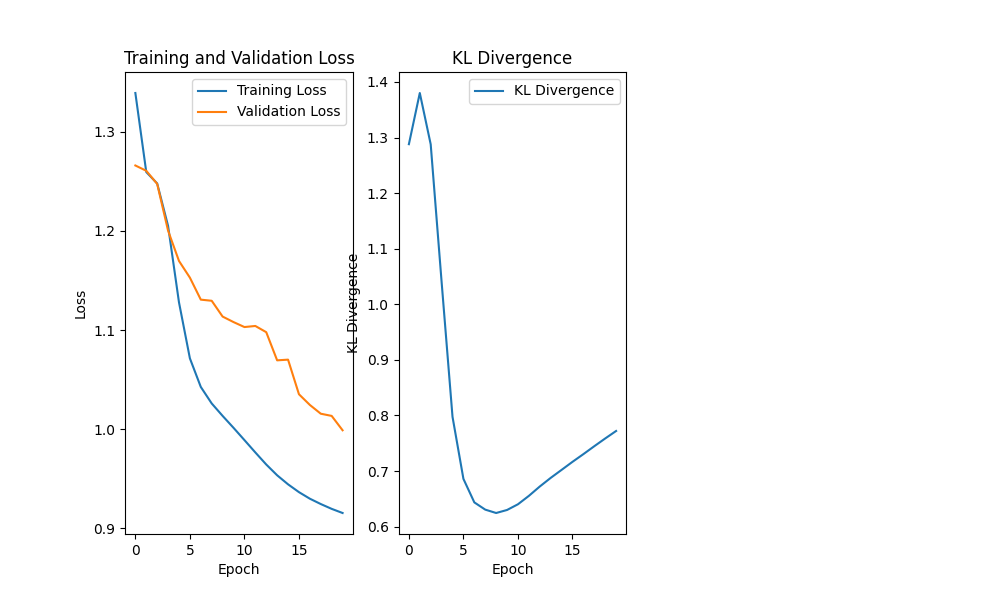 Training and Validation Loss
Training Loss
Validation Loss
1.3
1.2
1.1
1.0
0.9
Loss
0
5
10
15
Epoch
KL Divergence
KL Divergence
1.4
1.3
1.2
1.1
1.0
0.9
0.8
0.7
0.6
KL Divergence
0
5
10
15
Epoch